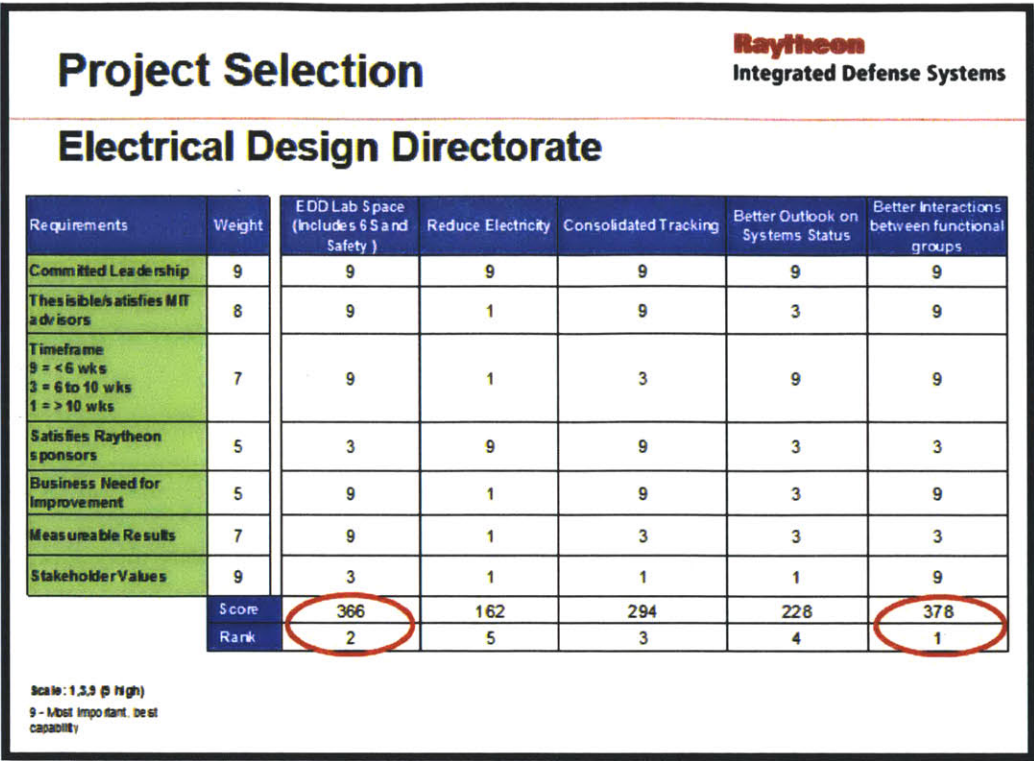 Raytheon
Project Selection
Integrated Defense Systems
Electrical Design Directorate
Requirements Weight EDD Lab Space (Includes 6 S and Safety ) Reduce Electricity Consolidated Tracking Better Outlook on Systems Status Better Interactions between functional groups
Committed Leadership 9 9 9 9 9 9
Thesisible/satisfies MIT advisors 8 9 1 9 3 9
Timeframe
9 = <6 wks
3 = 6 to 10 wks
1 = > 10 wks
7 9 1 3 9 9
Satisfies Raytheon sponsors 5 3 9 9 3 3
Business Need for Improvement 5 9 1 9 3 9
Measureable Results 7 9 1 3 3 3
Stakeholder Values 9 3 1 1 1 9
Score 366 162 294 228 378
Rank 2 5 3 4 1
Scale : 1,3,9 (9 high)
9 - Most important, best
capability